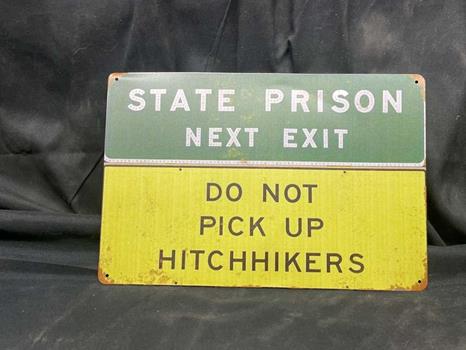 STATE PRISON
NEXT EXIT
DO NOT
PICK UP
HITCHHIKERS